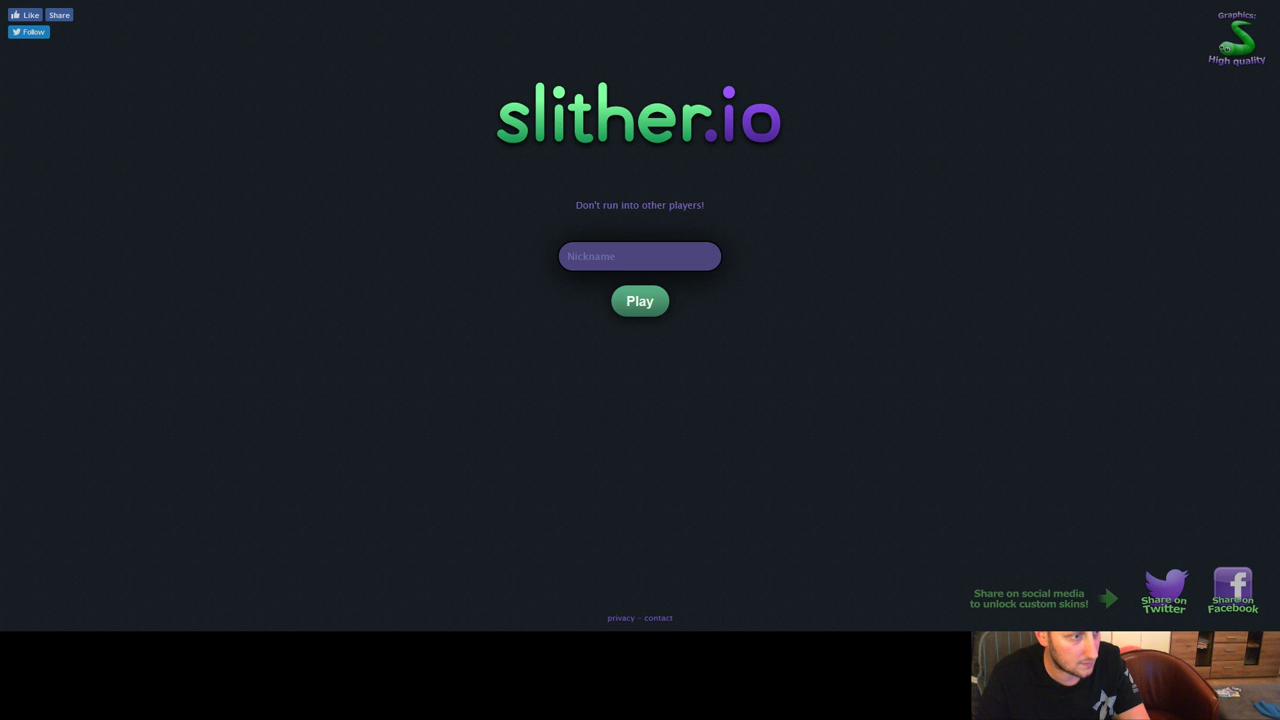 Like
Share
Follow
Graphics:
High quality
slither.io
Don't run into other players!
Nickname
Play
Share on social media
to unlock custom skins!
Share on
Twitter
Share on
Facebook
privacy - contact